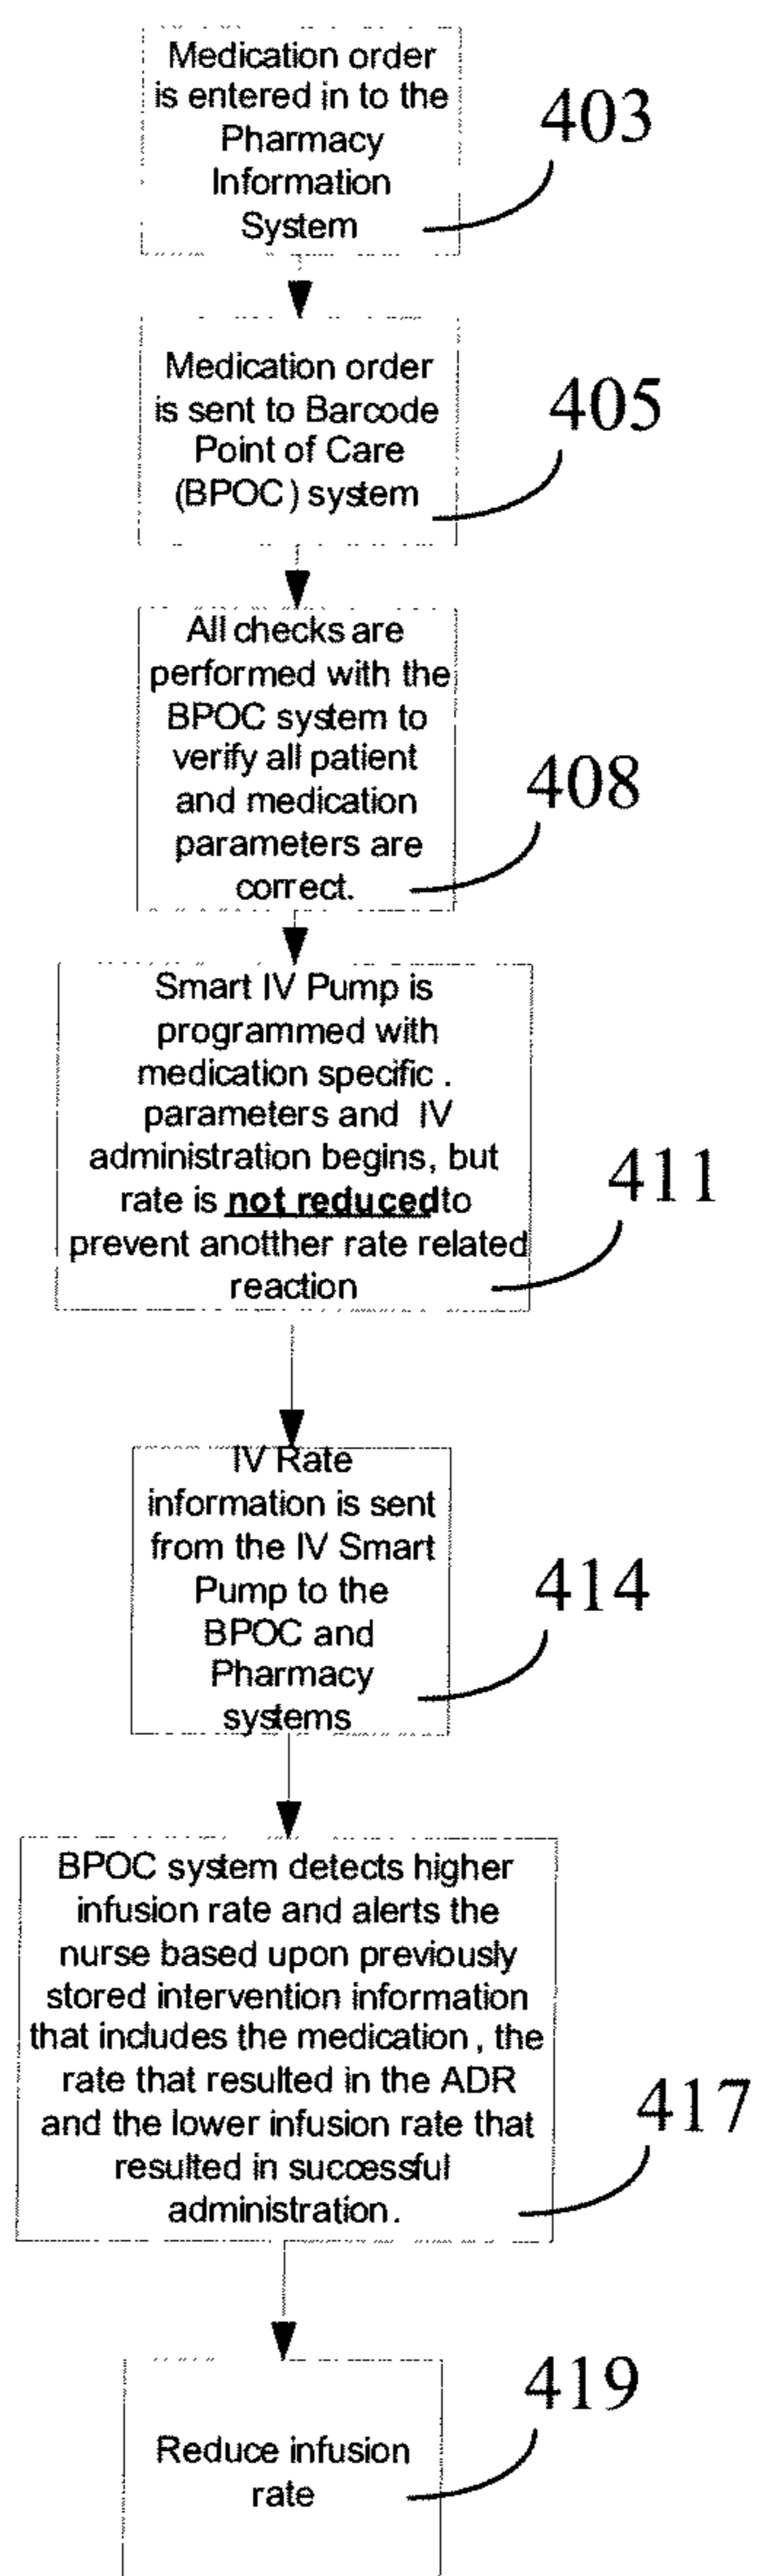 Medication order
is entered in to the
Pharmacy
Information
System
403
Medication order
is sent to Barcode
Point of Care
(BPOC) system
405
All checks are
performed with the
BPOC system to
verify all patient
and medication
parameters are
correct.
408
Smart IV Pump is
programmed with
medication specific .
parameters and IV
administration begins, but
rate is not reduced to
prevent anotther rate related
reaction
411
IV Rate
information is sent
from the IV Smart
Pump to the
BPOC and
Pharmacy
systems
414
BPOC system detects higher
infusion rate and alerts the
nurse based upon previously
stored intervention information
that includes the medication , the
rate that resulted in the ADR
and the lower infusion rate that
resulted in successful
administration .
417
Reduce infusion
rate
419